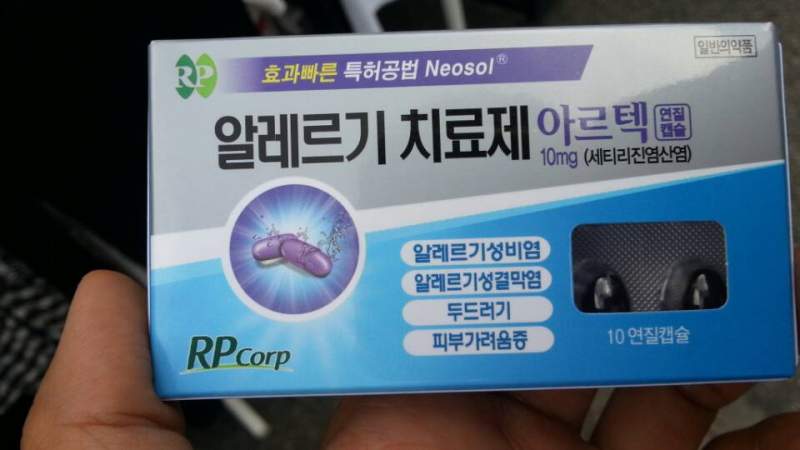 RP
효과빠른 특허공법 Neosol®
일반의약품
알레르기 치료제 아르텍 연질캡슐
10mg (세티리진염산염)
알레르기성비염
알레르기성결막염
두드러기
피부가려움증
10 연질캡슐
RP Corp